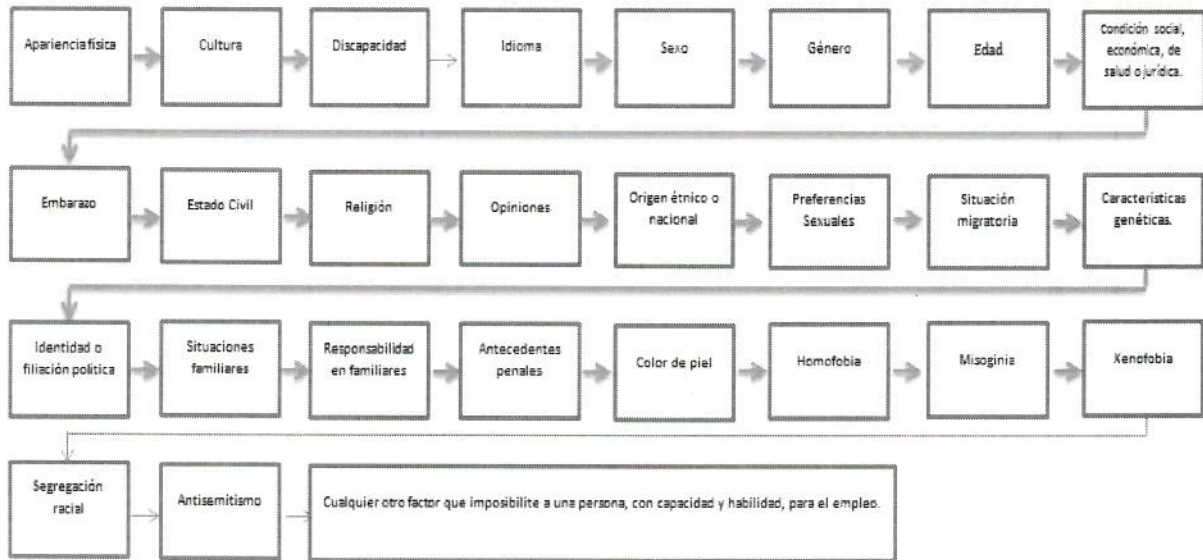 Apariencia física
Cultura
Discapacidad
Idioma
Sexo
Género
Edad
Condición social,
económica, de
salud o jurídica.
Embarazo
Estado Civil
Religión
Opiniones
Origen étnico o
nacional
Preferencias
Sexuales
Situación
migratoria
Características
genéticas.
Identidad o
filiación política
Situaciones
familiares
Responsabilidad
en familiares
Antecedentes
penales
Color de piel
Homofobia
Misoginia
Xenofobia
Segregación
racial
Antisemitismo
Cualquier otro factor que imposibilite a una persona, con capacidad y habilidad, para el empleo.